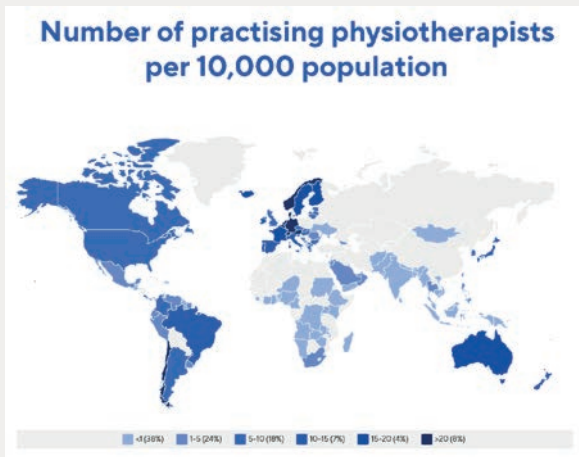 Number of practising physiotherapists
per 10,000 population
<1 (38%) 1-5 (24%) 5-10 (18%) 10-15 (7%) 15-20 (4%) >20 (8%)